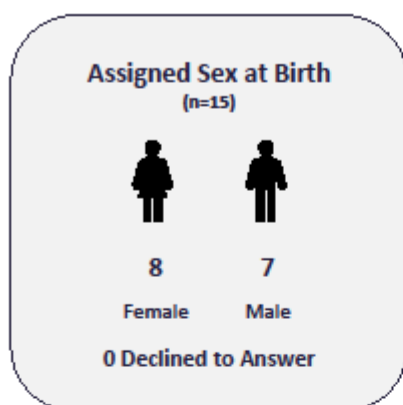 Assigned Sex at Birth
(n=15)
8 7
Female Male
0 Declined to Answer